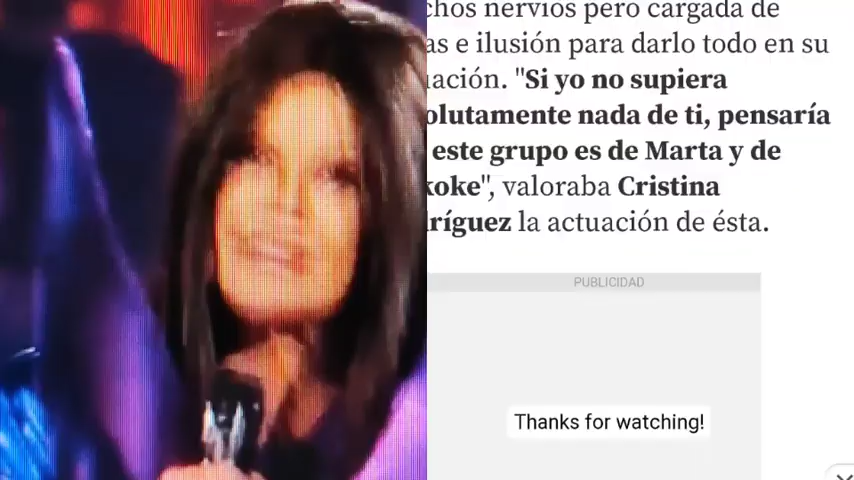 chos nervios pero cargada de
as e ilusión para darlo todo en su
ación. "Si yo no supiera
olutamente nada de ti, pensaría
este grupo es de Marta y de
koke", valoraba Cristina
ríguez la actuación de ésta.
PUBLICIDAD
Thanks for watching!